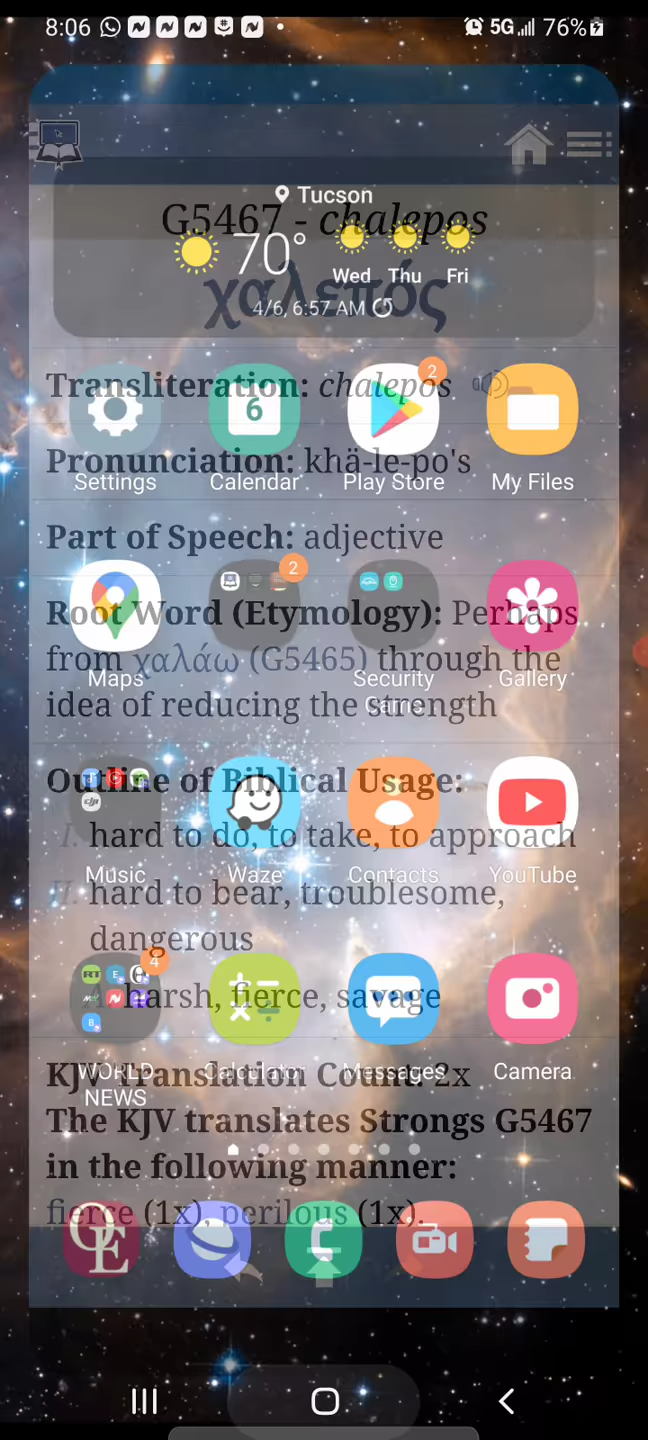 8:06
5G 76%
Tucson
G5467 - chalepos
70°
Wed Thu Fri
χαλεπός
4/6, 6:57 AM
Transliteration: chalepos
2
6
Pronunciation: khä-le-po's
Settings Calendar Play Store My Files
Part of Speech: adjective
2
Root Word (Etymology): Perhaps
from χαλάω (G5465) through the
Maps Security Gallery
idea of reducing the strength
Outline of Biblical Usage:
I. hard to do, to take, to approach
Music Waze Contacts YouTube
II. hard to bear, troublesome,
dangerous
4
RT
A. harsh, fierce, savage
WORLD Calculator Messages Camera
NEWS
KJV Translation Count: 2x
The KJV translates Strongs G5467
in the following manner:
fierce (1x), perilous (1x).
OE